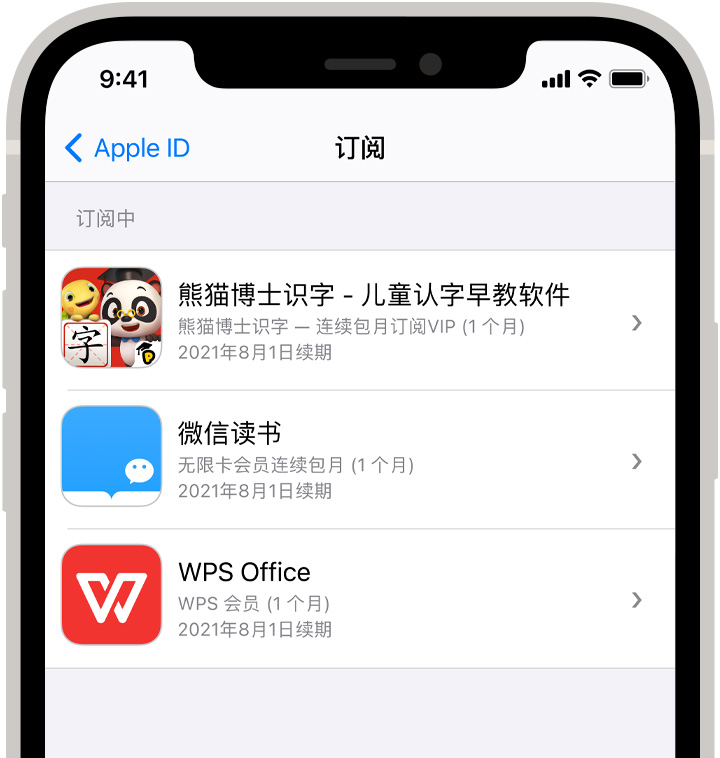 9:41
Apple ID
订阅
订阅中
字
熊猫博士识字 - 儿童认字早教软件
熊猫博士识字 — 连续包月订阅VIP (1 个月)
2021年8月1日续期
微信读书
无限卡会员连续包月 (1 个月)
2021年8月1日续期
WPS Office
WPS 会员 (1 个月)
2021年8月1日续期